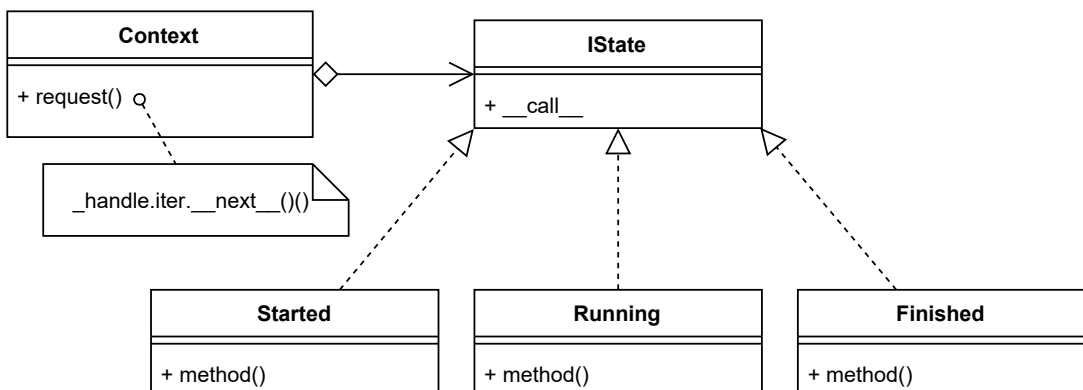 Context
+ request()
_handle.iter.__next__()()
IState
+ __call__
Started
+ method()
Running
+ method()
Finished
+ method()